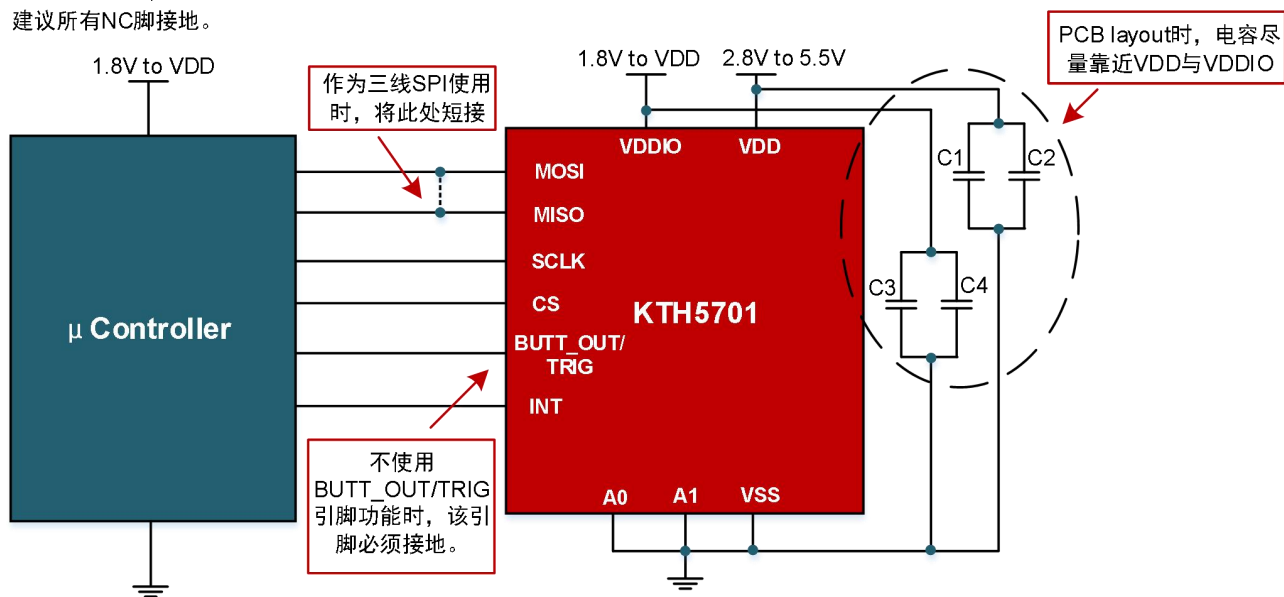 建议所有NC脚接地。
1.8V to VDD
作为三线SPI使用
时，将此处短接
1.8V to VDD
2.8V to 5.5V
PCB layout时，电容尽
量靠近VDD与VDDIO
VDDIO
VDD
MOSI
MISO
SCLK
CS
BUTT_OUT/
TRIG
INT
μ Controller
KTH5701
C1
C2
C3
C4
不使用
BUTT_OUT/TRIG
引脚功能时，该引
脚必须接地。
A0
A1
VSS